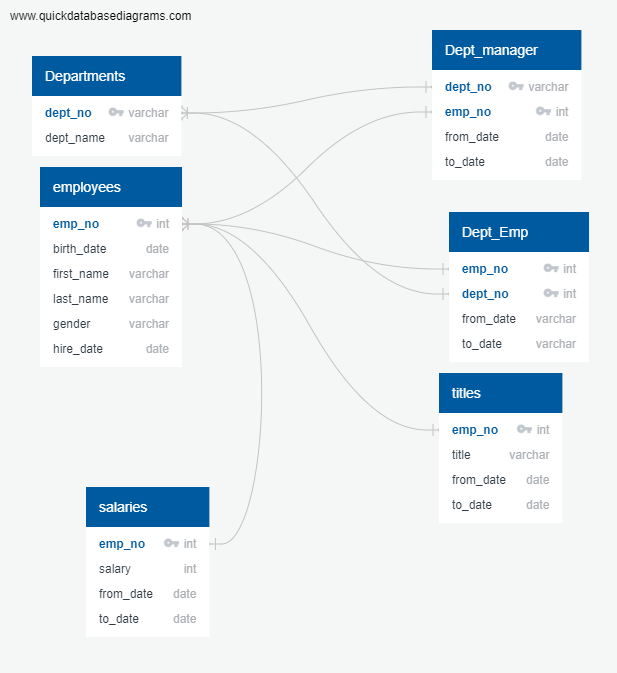 www.quickdatabasediagrams.com
Departments
dept_no varchar
dept_name varchar
employees
emp_no int
birth_date date
first_name varchar
last_name varchar
gender varchar
hire_date date
salaries
emp_no int
salary int
from_date date
to_date date
Dept_manager
dept_no varchar
emp_no int
from_date date
to_date date
Dept_Emp
emp_no int
dept_no int
from_date varchar
to_date varchar
titles
emp_no int
title varchar
from_date date
to_date date